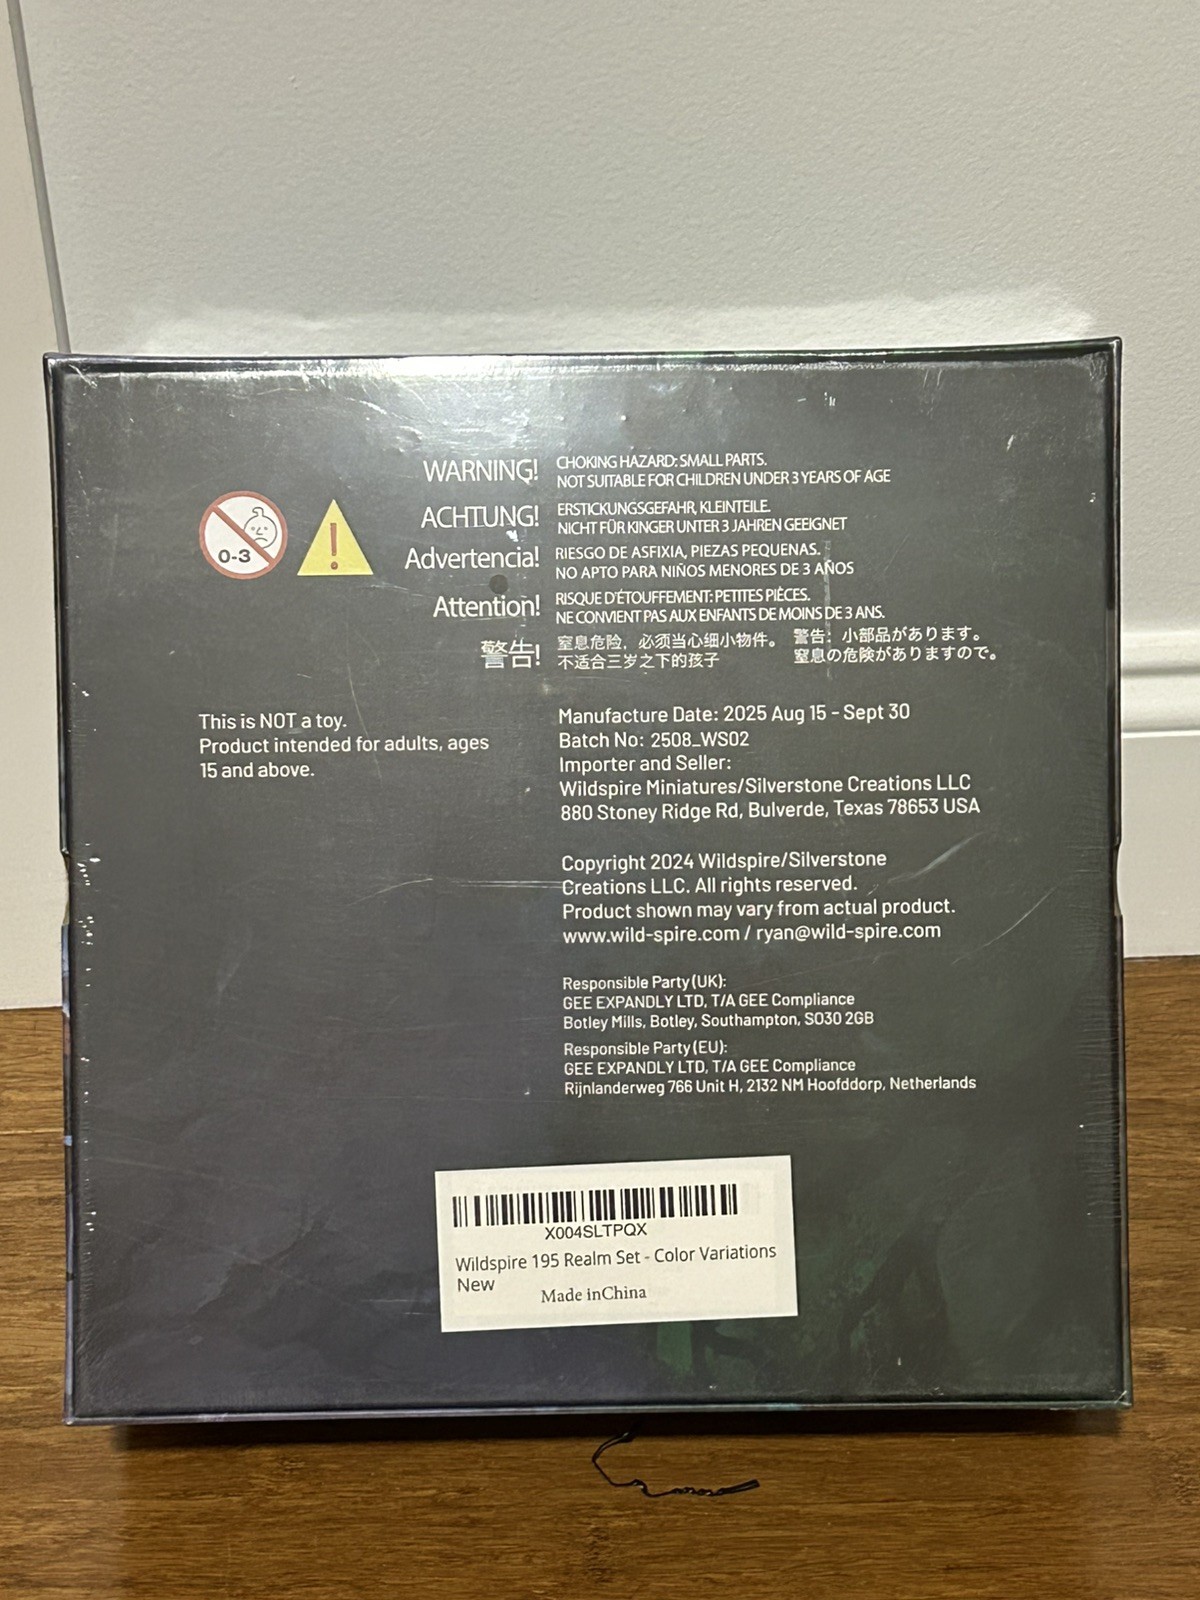 0-3
WARNING! CHOKING HAZARD: SMALL PARTS.
NOT SUITABLE FOR CHILDREN UNDER 3 YEARS OF AGE
ACHTUNG! ERSTICKUNGSGEFAHR, KLEINTEILE.
NICHT FÜR KINGER UNTER 3 JAHREN GEEIGNET
Advertencia! RIESGO DE ASFIXIA, PIEZAS PEQUENAS.
NO APTO PARA NIÑOS MENORES DE 3 AÑOS
Attention! RISQUE D'ÉTOUFFEMENT: PETITES PIÈCES.
NE CONVIENT PAS AUX ENFANTS DE MOINS DE 3 ANS.
警告! 窒息危险，必须当心细小物件。 警告：小部品があります。
不适合三岁之下的孩子 窒息の危険がありますので。
This is NOT a toy.
Product intended for adults, ages
15 and above.
Manufacture Date: 2025 Aug 15 - Sept 30
Batch No: 2508_WS02
Importer and Seller:
Wildspire Miniatures/Silverstone Creations LLC
880 Stoney Ridge Rd, Bulverde, Texas 78653 USA
Copyright 2024 Wildspire/Silverstone
Creations LLC. All rights reserved.
Product shown may vary from actual product.
www.wild-spire.com / ryan@wild-spire.com
Responsible Party(UK):
GEE EXPANDLY LTD, T/A GEE Compliance
Botley Mills, Botley, Southampton, SO30 2GB
Responsible Party(EU):
GEE EXPANDLY LTD, T/A GEE Compliance
Rijnlanderweg 766 Unit H, 2132 NM Hoofddorp, Netherlands
X004SLTPQX
Wildspire 195 Realm Set - Color Variations
New
Made inChina